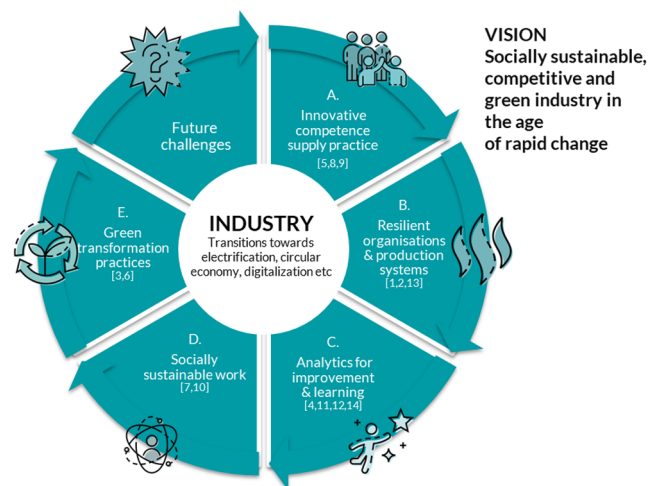 VISION
Socially sustainable,
competitive and
green industry in
the age
of rapid change
A.
Innovative
competence
supply practice
[5,8,9]
B.
Resilient
organisations
& production
systems
[1,2,13]
C.
Analytics for
improvement
& learning
[4,11,12,14]
D.
Socially
sustainable work
[7,10]
E.
Green
transformation
practices
[3,6]
Future
challenges
?
INDUSTRY
Transitions towards
electrification, circular
economy, digitalization etc